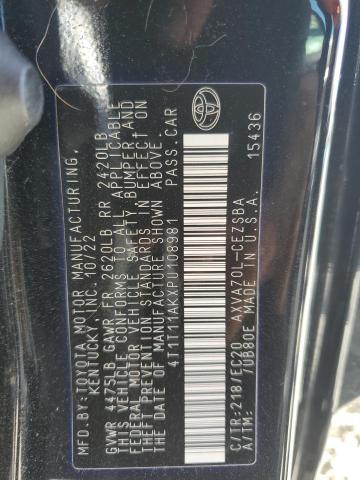 MFD.BY:TOYOTA MOTOR MANUFACTURING,
KENTUCKY, INC. 10/22
GVWR 4475LB GAWR FR 2620LB RR 2420LB
THIS VEHICLE CONFORMS TO ALL APPLICABLE
FEDERAL MOTOR VEHICLE SAFETY, BUMPER AND
THEFT PREVENTION STANDARDS IN EFFECT ON
THE DATE OF MANUFACTURE SHOWN ABOVE.
4T1T11AKXPU108981 PASS.CAR
C/TR:218/EC20 AXVA70L-CEZSBA
A/TM: /UB80E MADE IN U.S.A. 15436